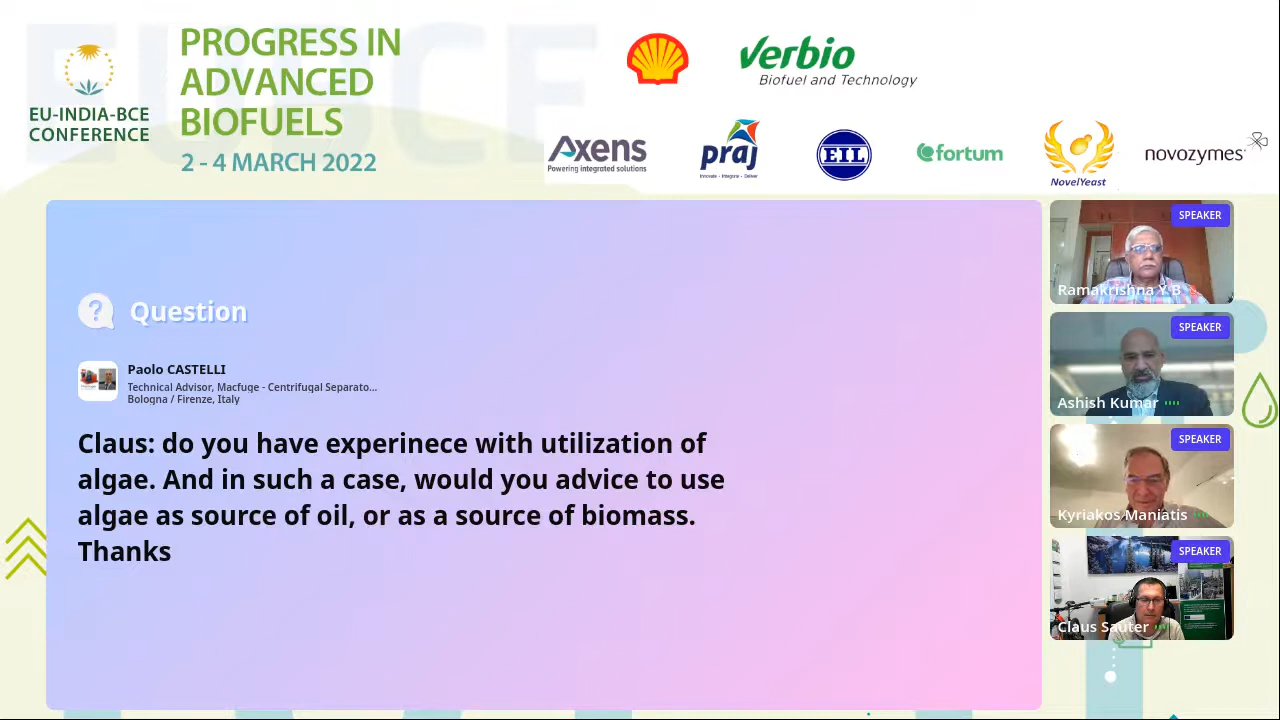 EU-INDIA-BCE
CONFERENCE
PROGRESS IN
ADVANCED
BIOFUELS
2 - 4 MARCH 2022
verbio
Biofuel and Technology
Axens
Powering integrated solutions
praj
Innovate • Integrate • Deliver
EIL
fortum
NovelYeast
novozymes
Question
Paolo CASTELLI
Technical Advisor, Macfuge - Centrifugal Separato...
Bologna / Firenze, Italy
Claus: do you have experinece with utilization of
algae. And in such a case, would you advice to use
algae as source of oil, or as a source of biomass.
Thanks
SPEAKER
Ramakrishna Y B
SPEAKER
Ashish Kumar
SPEAKER
Kyriakos Maniatis
SPEAKER
Claus Sauter